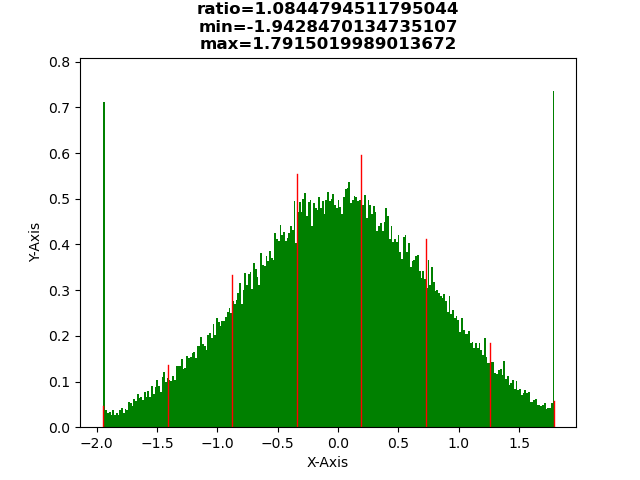 ratio=1.0844794511795044
min=-1.9428470134735107
max=1.7915019989013672
0.8
0.7
0.6
0.5
0.4
0.3
0.2
0.1
0.0
Y-Axis
−2.0 −1.5 −1.0 −0.5 0.0 0.5 1.0 1.5
X-Axis